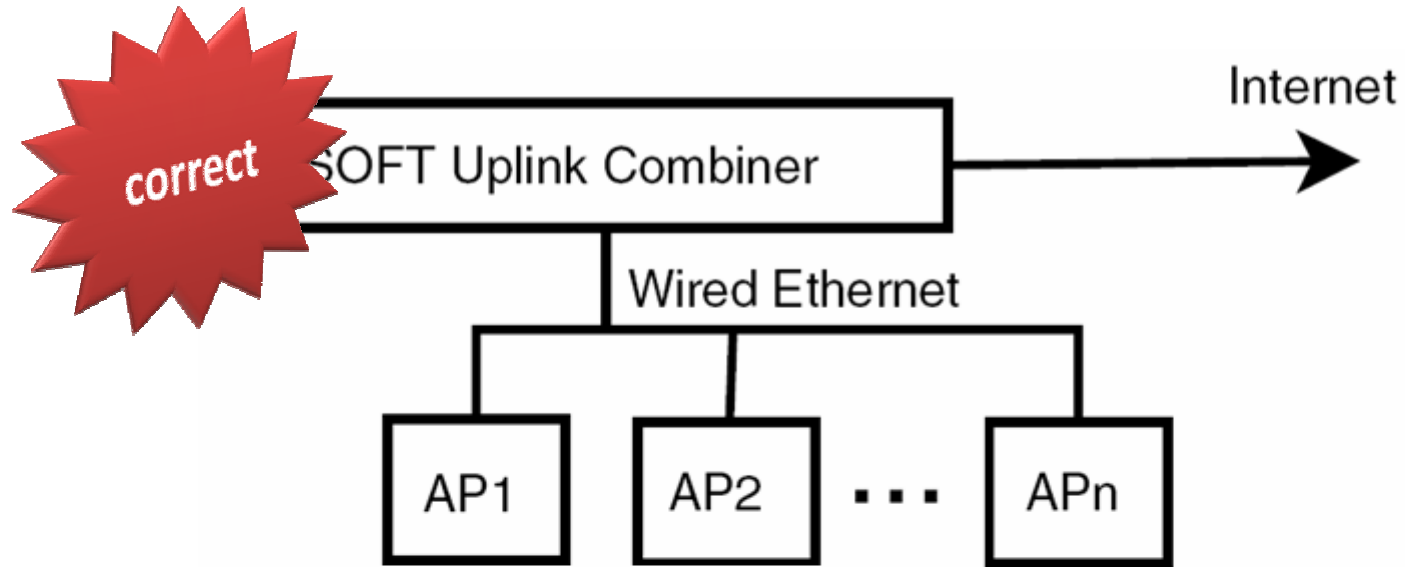 Internet
correct
SOFT Uplink Combiner
Wired Ethernet
AP1 AP2 ... APn